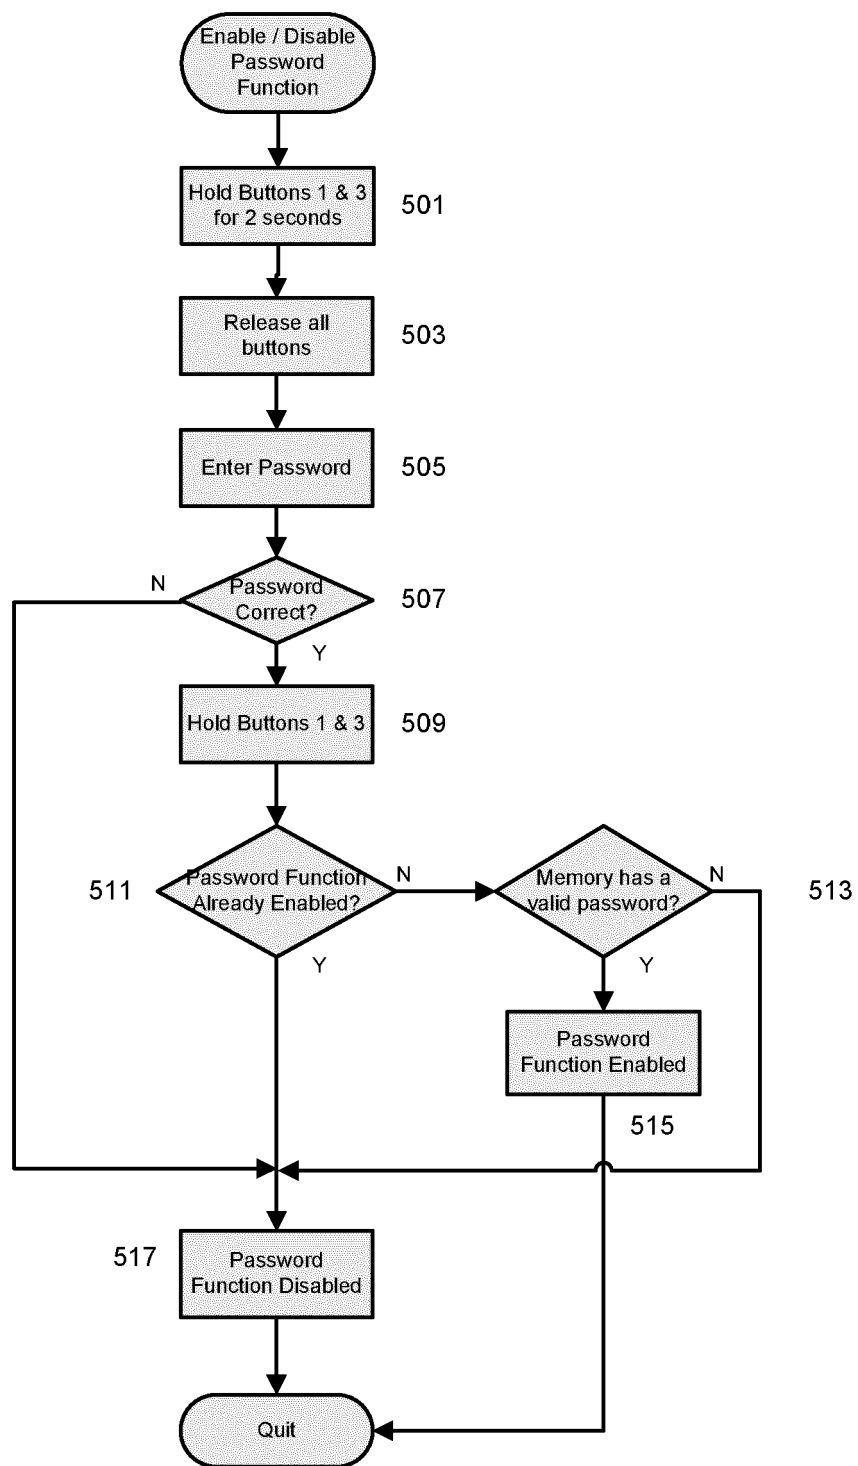 Enable / Disable
Password
Function
Hold Buttons 1 & 3
for 2 seconds
501
Release all
buttons
503
Enter Password
505
N
Password
Correct?
507
Y
Hold Buttons 1 & 3
509
511
Password Function
Already Enabled?
N
Memory has a
valid password?
N
513
Y
Y
Password
Function Enabled
515
517
Password
Function Disabled
Quit